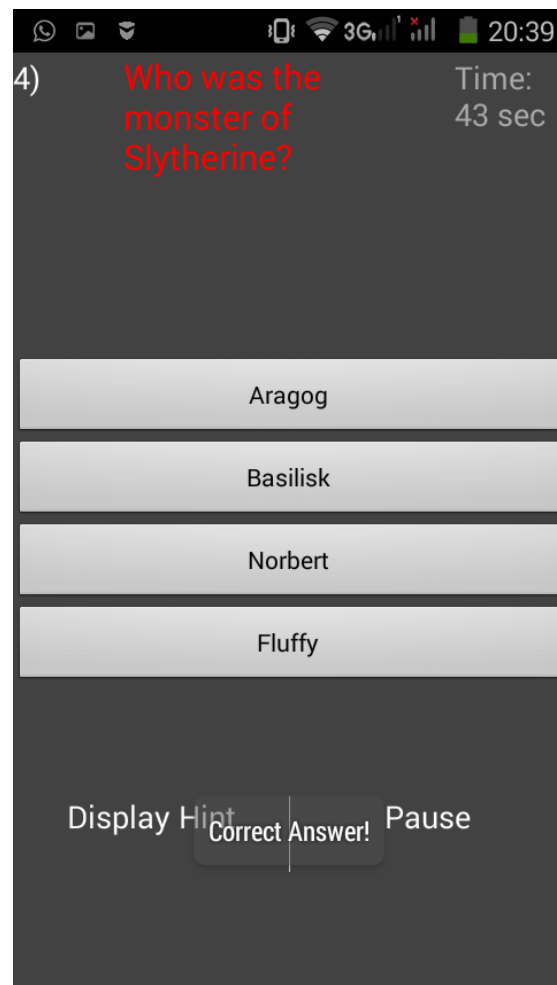 3G 20:39
4) Who was the Time:
monster of 43 sec
Slytherine?
Aragog
Basilisk
Norbert
Fluffy
Display Hint Pause
Correct Answer!